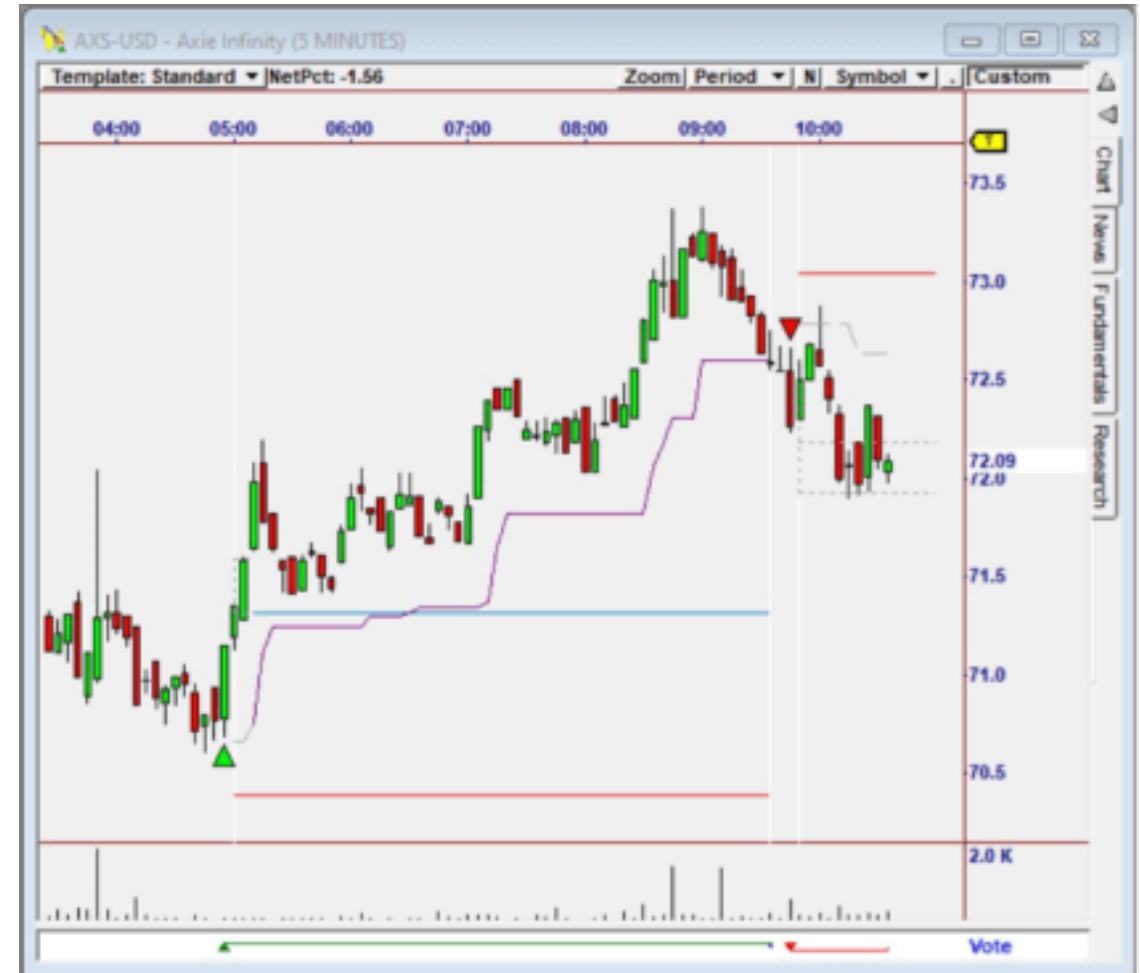 AXS-USD - Axie Infinity (5 MINUTES)
Template: Standard NetPct: -1.56 Zoom Period N Symbol . Custom
04:00 05:00 06:00 07:00 08:00 09:00 10:00
T
73.5
73.0
72.5
72.09
72.0
71.5
71.0
70.5
2.0 K
Vote
Chart
News
Fundamentals
Research